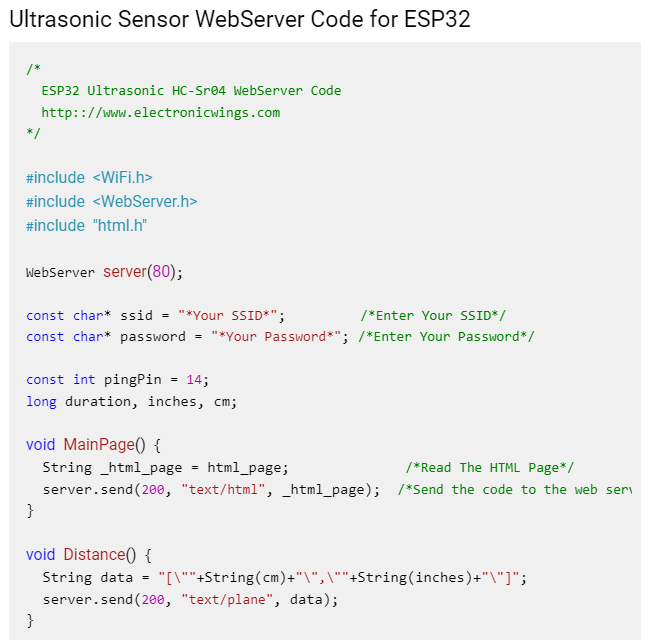 Ultrasonic Sensor WebServer Code for ESP32
/*
ESP32 Ultrasonic HC-Sr04 WebServer Code
http:://www.electronicwings.com
*/
#include <WiFi.h>
#include <WebServer.h>
#include "html.h"
WebServer server(80);
const char* ssid = "*Your SSID*"; /*Enter Your SSID*/
const char* password = "*Your Password*"; /*Enter Your Password*/
const int pingPin = 14;
long duration, inches, cm;
void MainPage() {
String _html_page = html_page; /*Read The HTML Page*/
server.send(200, "text/html", _html_page); /*Send the code to the web serv
}
void Distance() {
String data = "[\""+String(cm)+"\",\""+String(inches)+"\"]";
server.send(200, "text/plane", data);
}